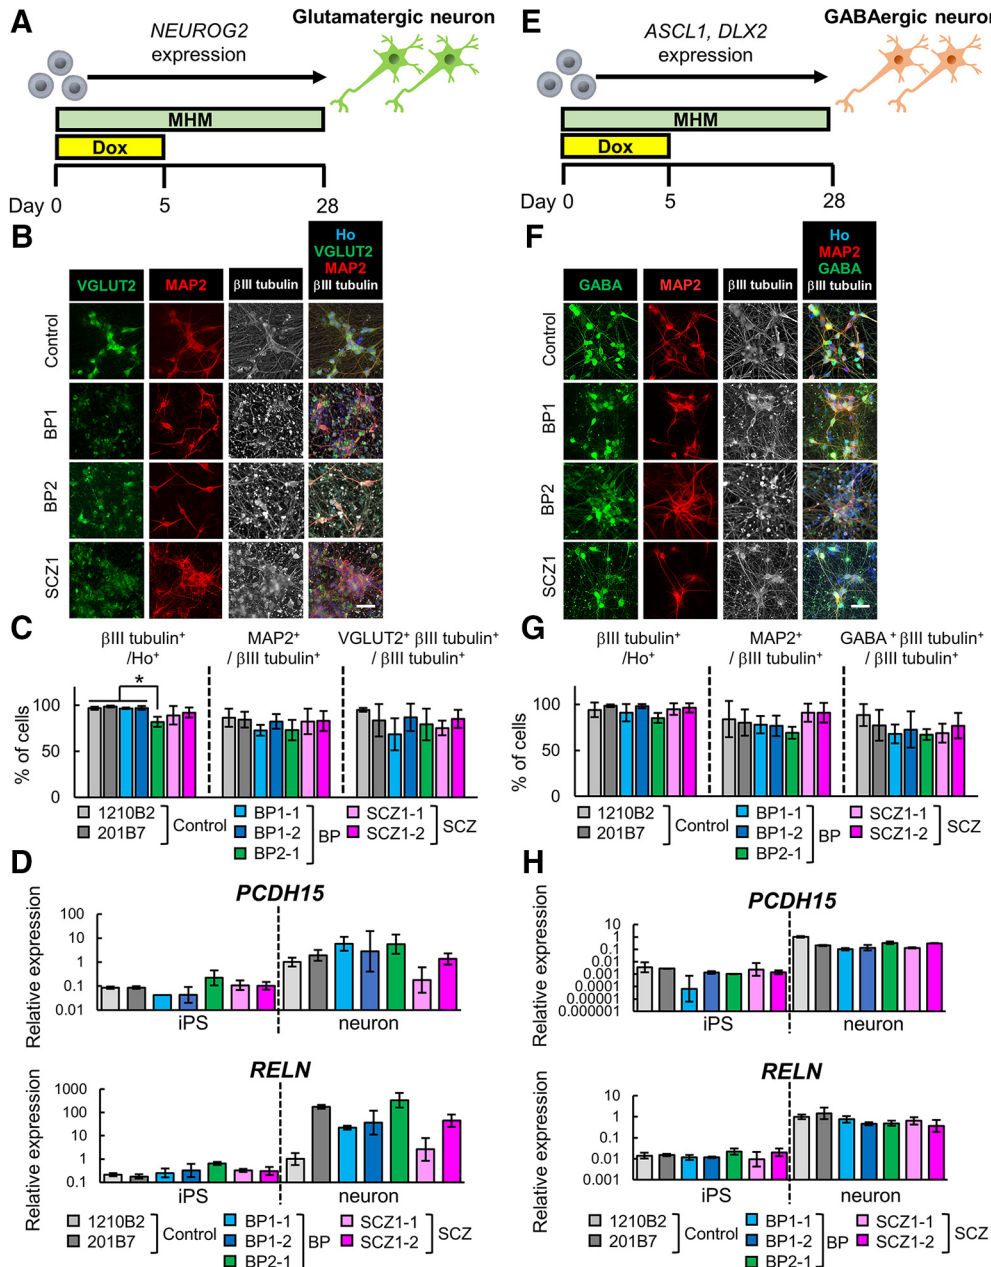 A
NEUROG2
expression
Glutamatergic neuron
MHM
Dox
Day 0 5 28
E
ASCL1, DLX2
expression
GABAergic neuron
MHM
Dox
Day 0 5 28
B
VGLUT2
MAP2
βIII tubulin
Ho
VGLUT2
MAP2
βIII tubulin
Control
BP1
BP2
SCZ1
F
GABA
MAP2
βIII tubulin
Ho
MAP2
GABA
βIII tubulin
Control
BP1
BP2
SCZ1
C
βIII tubulin⁺
/Ho⁺
MAP2⁺
/ βIII tubulin⁺
VGLUT2⁺ βIII tubulin⁺
/ βIII tubulin⁺
*
% of cells
100
50
0
1210B2
201B7
Control
BP1-1
BP1-2
BP2-1
BP
SCZ1-1
SCZ1-2
SCZ
G
βIII tubulin⁺
/Ho⁺
MAP2⁺
/ βIII tubulin⁺
GABA⁺ βIII tubulin⁺
/ βIII tubulin⁺
% of cells
100
50
0
1210B2
201B7
Control
BP1-1
BP1-2
BP2-1
BP
SCZ1-1
SCZ1-2
SCZ
D
PCDH15
Relative expression
100
10
1
0.1
0.01
iPS neuron
RELN
Relative expression
1000
100
10
1
0.1
iPS neuron
1210B2
201B7
Control
BP1-1
BP1-2
BP2-1
BP
SCZ1-1
SCZ1-2
SCZ
H
PCDH15
Relative expression
1
0.1
0.001
0.00001
0.000001
iPS neuron
RELN
Relative expression
10
1
0.1
0.01
0.001
iPS neuron
1210B2
201B7
Control
BP1-1
BP1-2
BP2-1
BP
SCZ1-1
SCZ1-2
SCZ